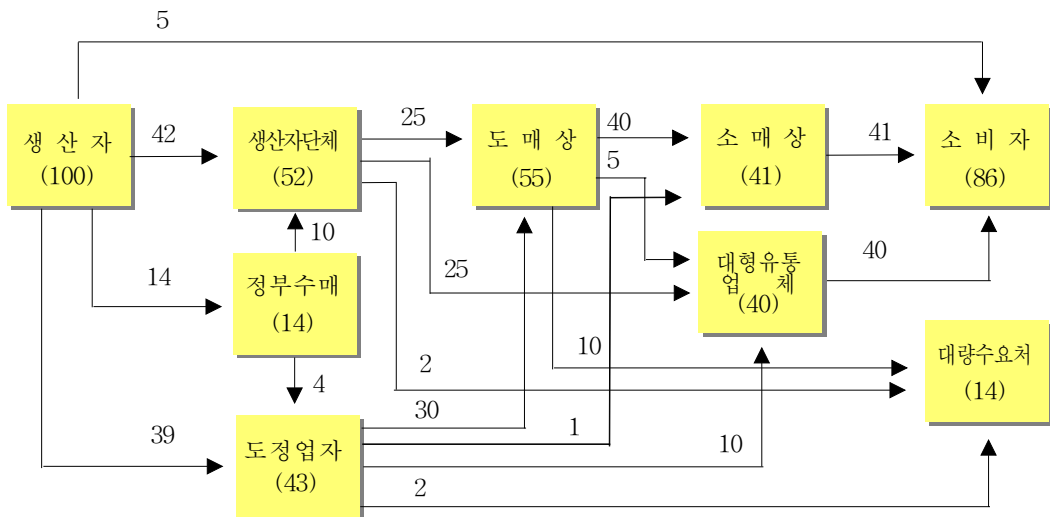 5
생 산 자
(100)
42
생산자단체
(52)
25
도 매 상
(55)
40
5
소 매 상
(41)
41
소 비 자
(86)
10
14
정부수매
(14)
25
대형유통
업 체
(40)
40
10
대량수요처
(14)
4
2
30
1
39
도정업자
(43)
10
2